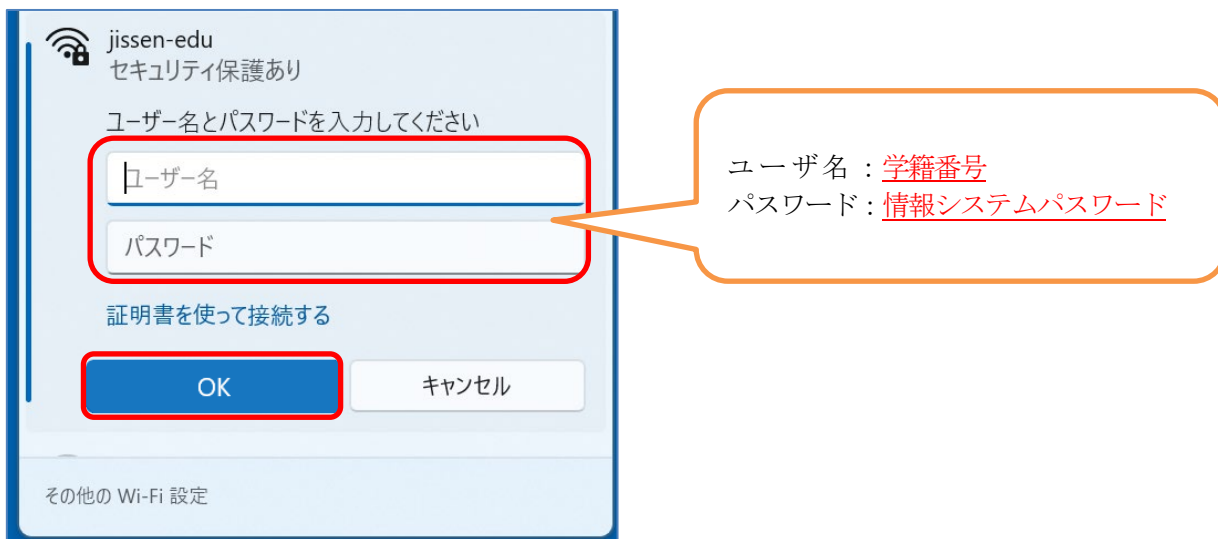 jissen-edu
セキュリティ保護あり
ユーザー名とパスワードを入力してください
ユーザー名
パスワード
証明書を使って接続する
OK
キャンセル
その他の Wi-Fi 設定
ユーザ名：学籍番号
パスワード：情報システムパスワード